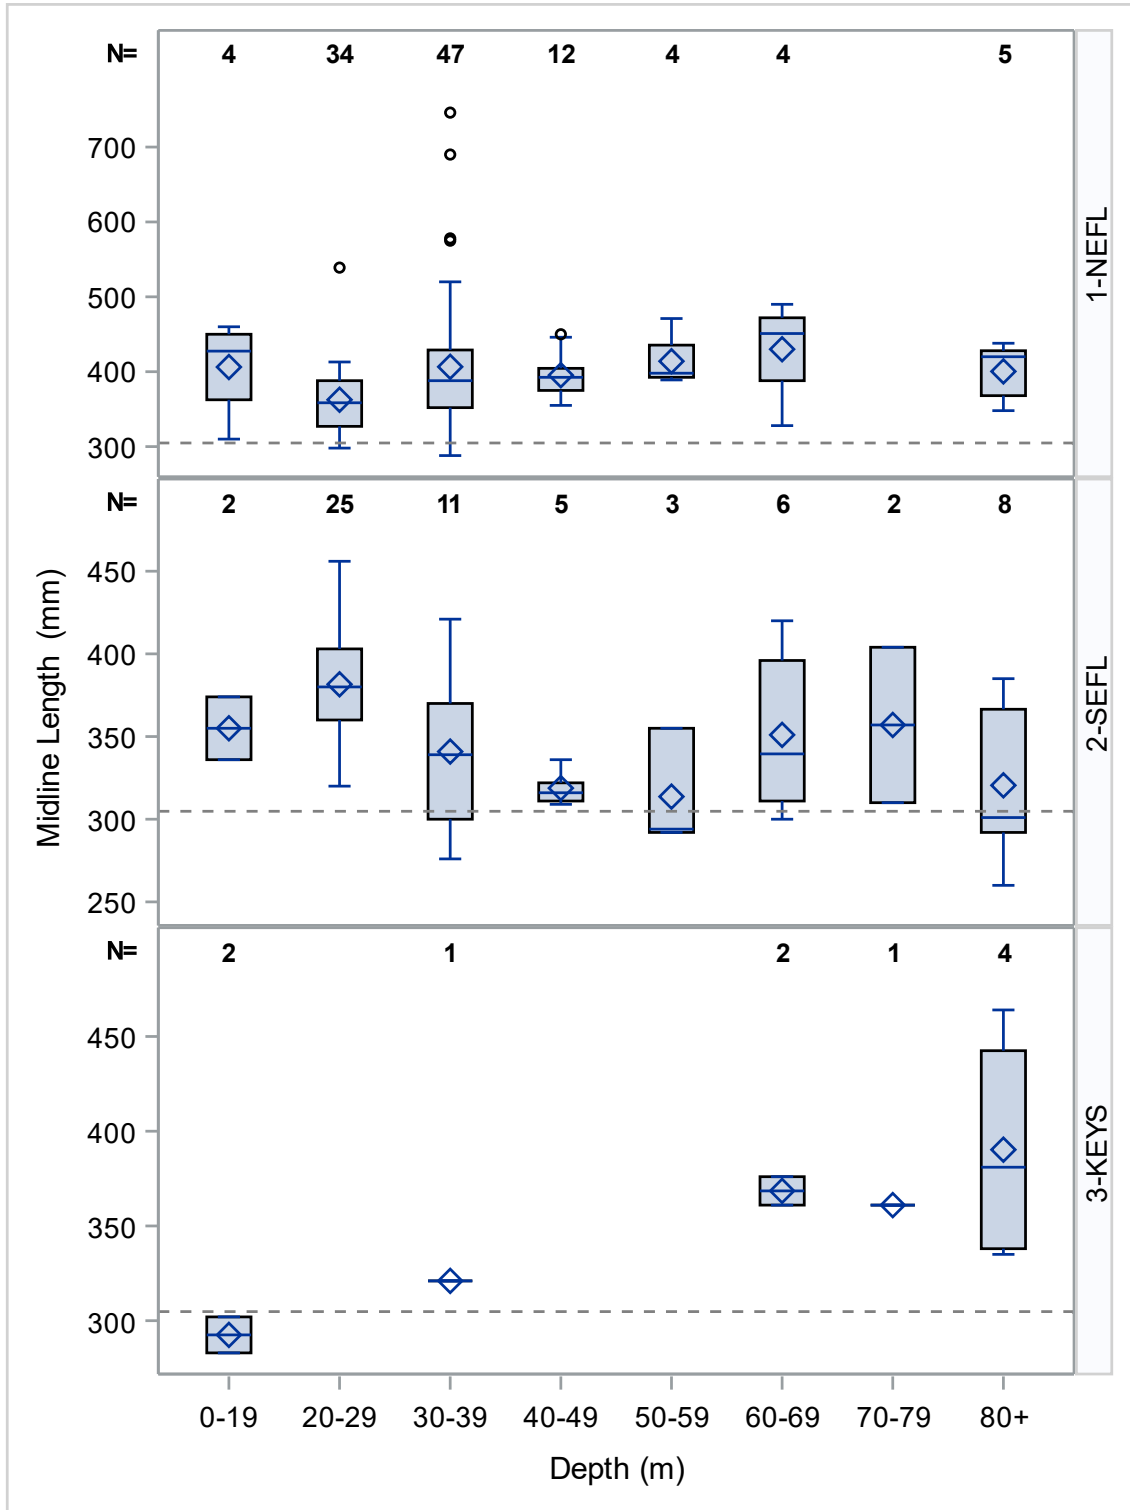 N= 4 34 47 12 4 4 5
700
600
500
400
300
1-NEFL
N= 2 25 11 5 3 6 2 8
450
400
350
300
250
2-SEFL
Midline Length (mm)
N= 2 1 2 1 4
450
400
350
300
3-KEYS
0-19 20-29 30-39 40-49 50-59 60-69 70-79 80+
Depth (m)